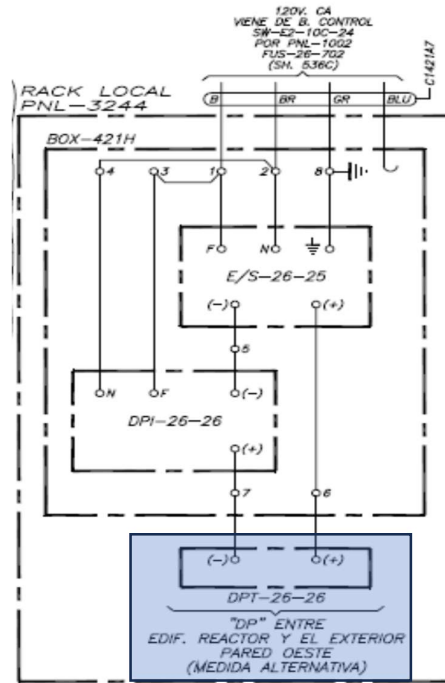 120V. CA
VIENE DE B. CONTROL
SW-E2-10C-24
POR PNL-1002
FUS-26-702
(SH. 536C)
C1421A7
RACK LOCAL
PNL-3244
B BR GR BLU
BOX-421H
4 3 1 2 8
F N
E/S-26-25
(-) (+)
5
N F (-)
DPI-26-26
(+)
7 6
(-) (+)
DPT-26-26
"DP" ENTRE
EDIF. REACTOR Y EL EXTERIOR
PARED OESTE
(MEDIDA ALTERNATIVA)